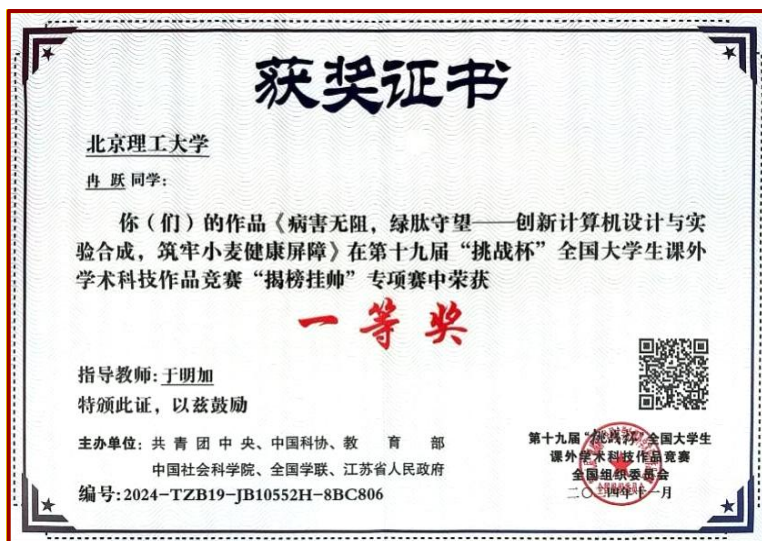 获奖证书
北京理工大学
冉 跃 同学：
你（们）的作品《病害无阻，绿肽守望——创新计算机设计与实
验合成，筑牢小麦健康屏障》在第十九届“挑战杯”全国大学生课外
学术科技作品竞赛“揭榜挂帅”专项赛中荣获
一等奖
指导教师:于明加
特颁此证，以兹鼓励
主办单位：共青团中央、中国科协、教育部
中国社会科学院、全国学联、江苏省人民政府
编号:2024-TZB19-JB10552H-8BC806
第十九届“挑战杯”全国大学生
课外学术科技作品竞赛
全国组织委员会
二〇二四年十一月